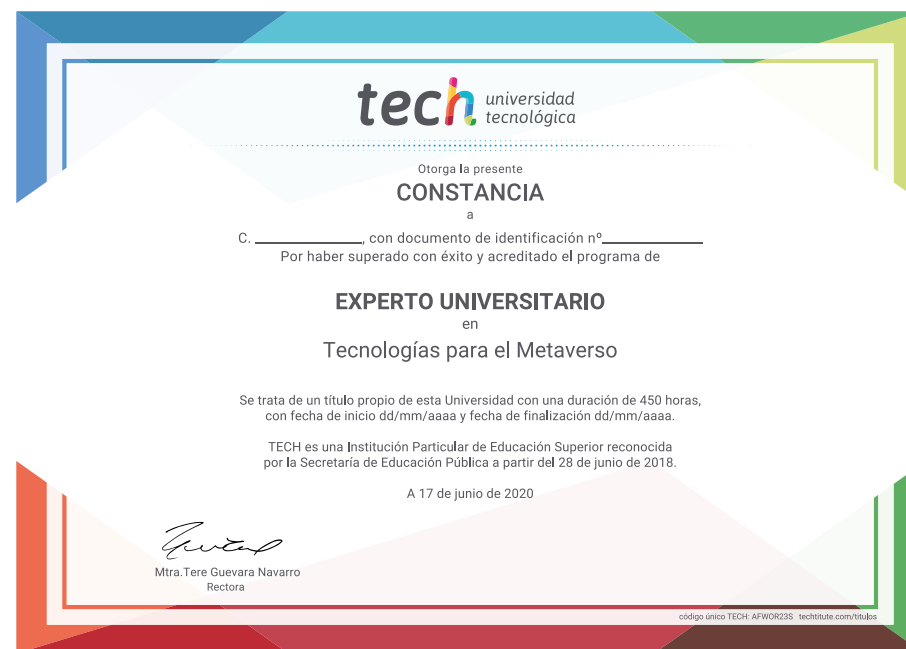 tech universidad
tecnológica
Otorga la presente
CONSTANCIA
a
C. ____________, con documento de identificación nº____________
Por haber superado con éxito y acreditado el programa de
EXPERTO UNIVERSITARIO
en
Tecnologías para el Metaverso
Se trata de un título propio de esta Universidad con una duración de 450 horas,
con fecha de inicio dd/mm/aaaa y fecha de finalización dd/mm/aaaa.
TECH es una Institución Particular de Educación Superior reconocida
por la Secretaría de Educación Pública a partir del 28 de junio de 2018.
A 17 de junio de 2020
Mtra.Tere Guevara Navarro
Rectora
código único TECH: AFWOR23S techtitute.com/titulos